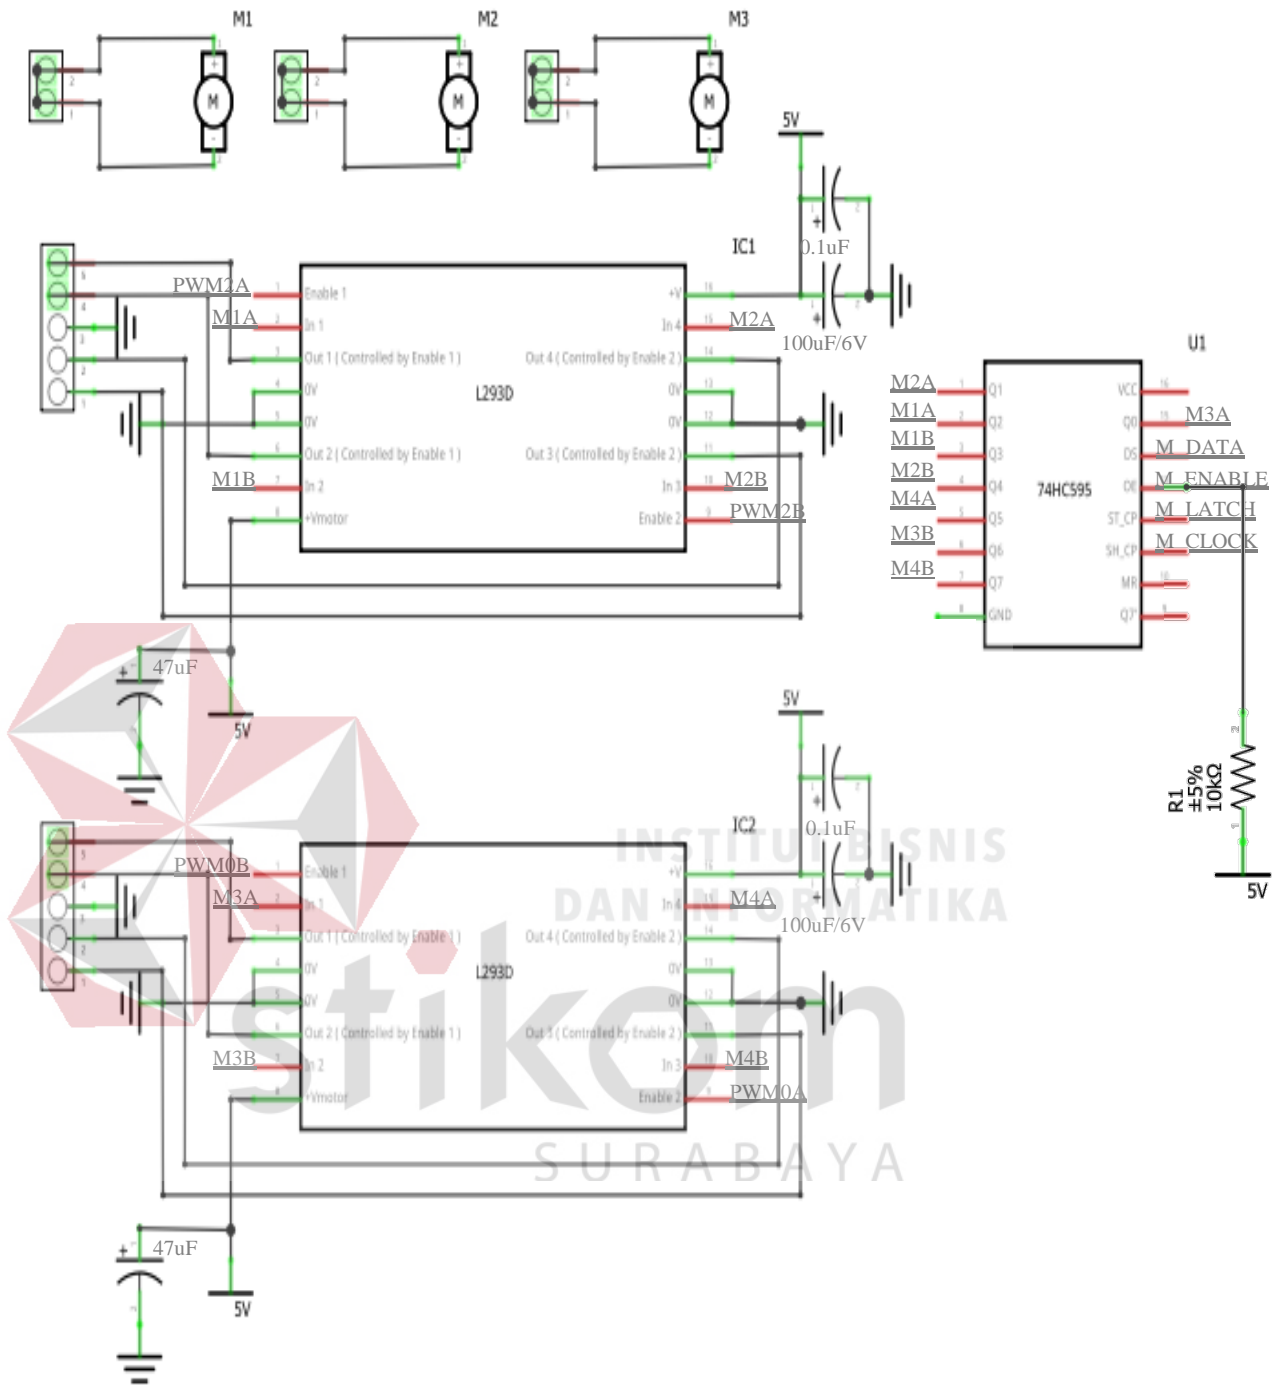 M1
M2
M3
2
1
M
2
1
M
2
1
M
5V
0.1uF
IC1
100uF/6V
PWM2A
M1A
M1B
Enable 1
In 1
Out 1 ( Controlled by Enable 1 )
0V
0V
Out 2 ( Controlled by Enable 1 )
In 2
+Vmotor
L293D
+V
In 4
Out 4 ( Controlled by Enable 2 )
0V
0V
Out 3 ( Controlled by Enable 2 )
In 3
Enable 2
M2A
M2B
PWM2B
47uF
5V
U1
M2A
M1A
M1B
M2B
M4A
M3B
M4B
Q1
Q2
Q3
Q4
Q5
Q6
Q7
GND
74HC595
VCC
Q0
DS
OE
ST_CP
SH_CP
MR
Q7'
M3A
M_DATA
M_ENABLE
M_LATCH
M_CLOCK
R1
±5%
10kΩ
5V
5V
0.1uF
IC2
100uF/6V
PWM0B
M3A
M3B
Enable 1
In 1
Out 1 ( Controlled by Enable 1 )
0V
0V
Out 2 ( Controlled by Enable 1 )
In 2
+Vmotor
L293D
+V
In 4
Out 4 ( Controlled by Enable 2 )
0V
0V
Out 3 ( Controlled by Enable 2 )
In 3
Enable 2
M4A
M4B
PWM0A
47uF
5V
INSTITUT BISNIS
DAN INFORMATIKA
stikom
SURABAYA